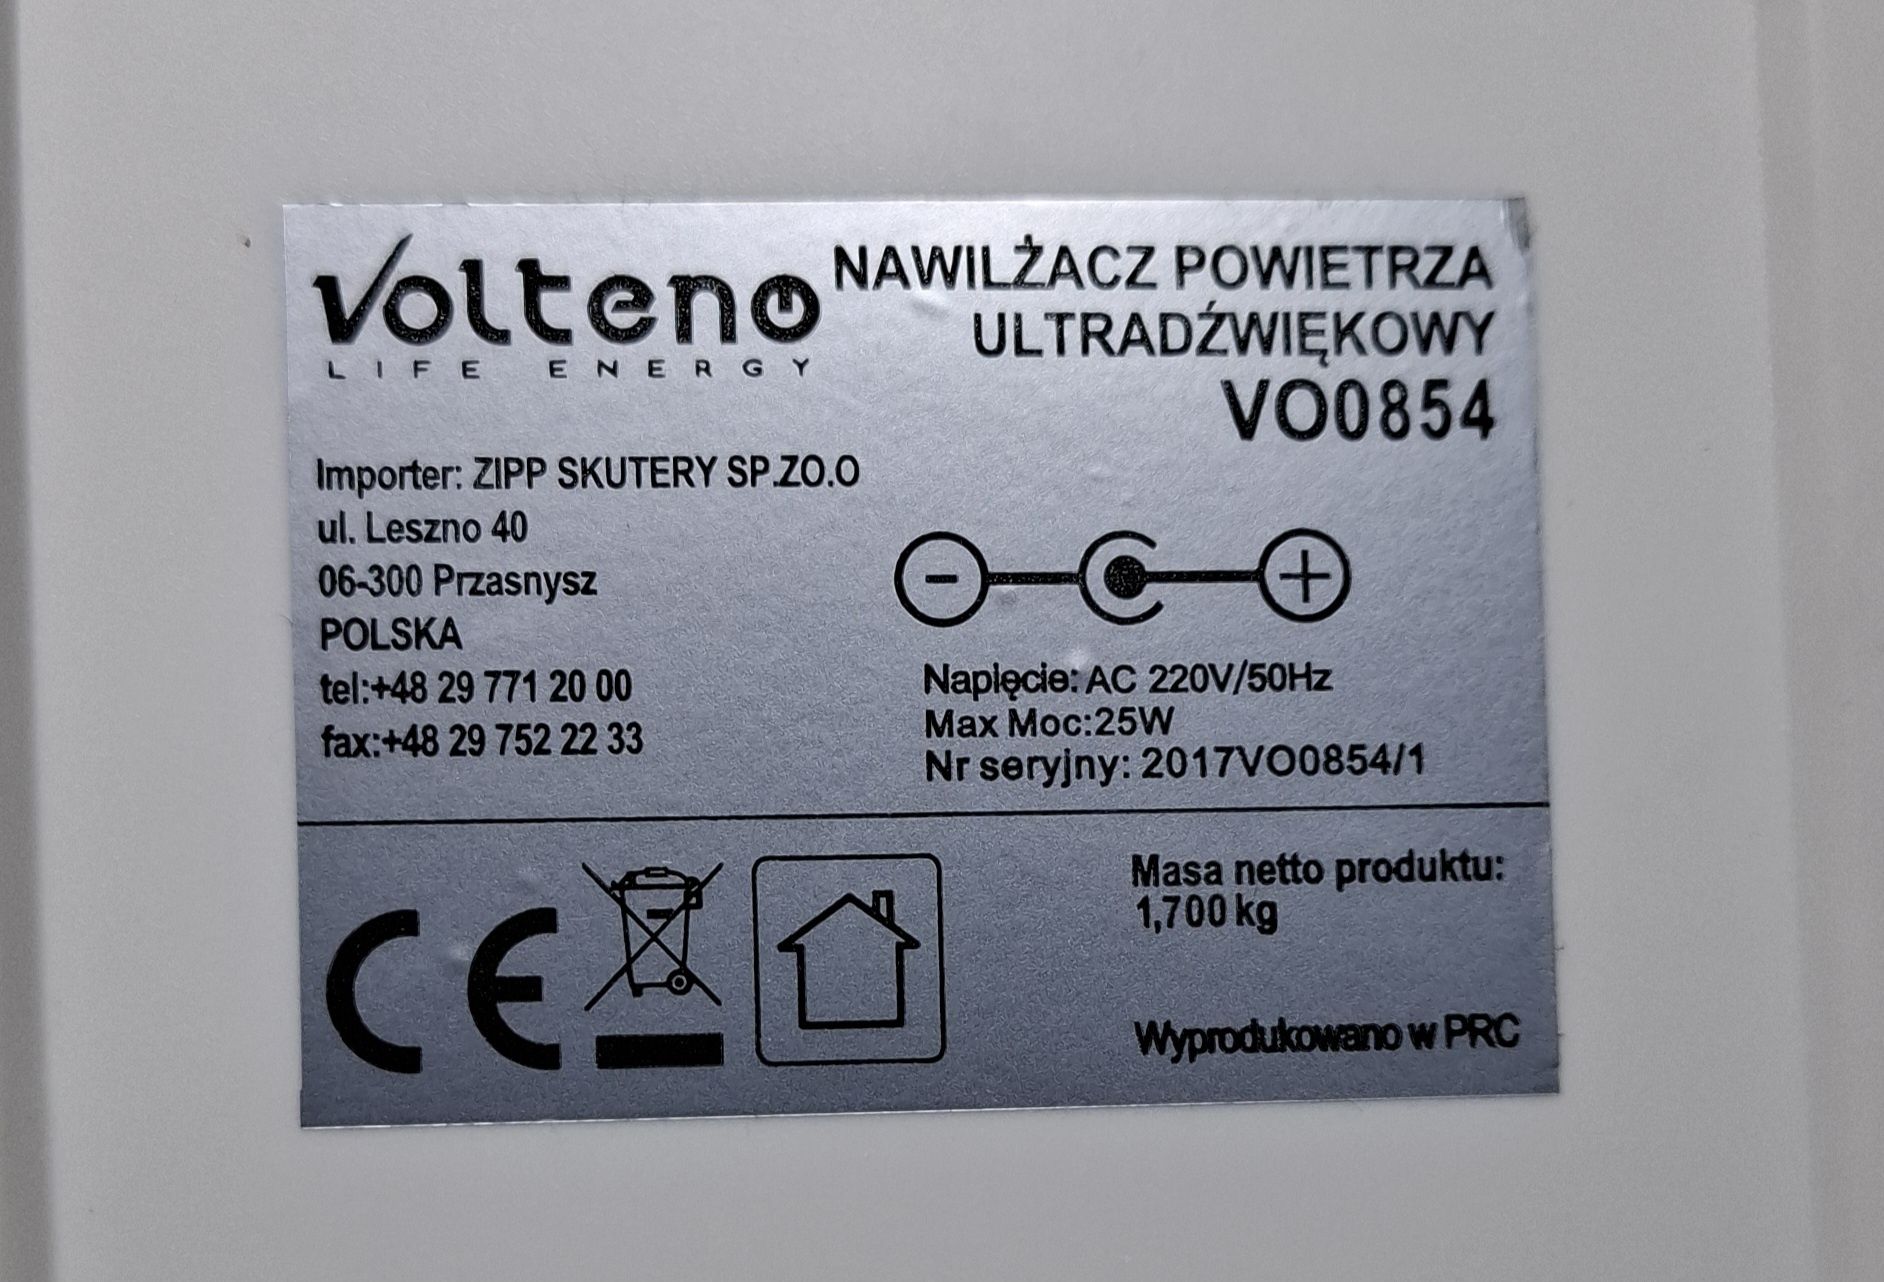 Volteno
LIFE ENERGY
NAWILŻACZ POWIETRZA
ULTRADŹWIĘKOWY
VO0854
Importer: ZIPP SKUTERY SP.ZO.O
ul. Leszno 40
06-300 Przasnysz
POLSKA
tel:+48 29 771 20 00
fax:+48 29 752 22 33
- +
Napięcie: AC 220V/50Hz
Max Moc:25W
Nr seryjny: 2017VO0854/1
CE
Masa netto produktu:
1,700 kg
Wyprodukowano w PRC